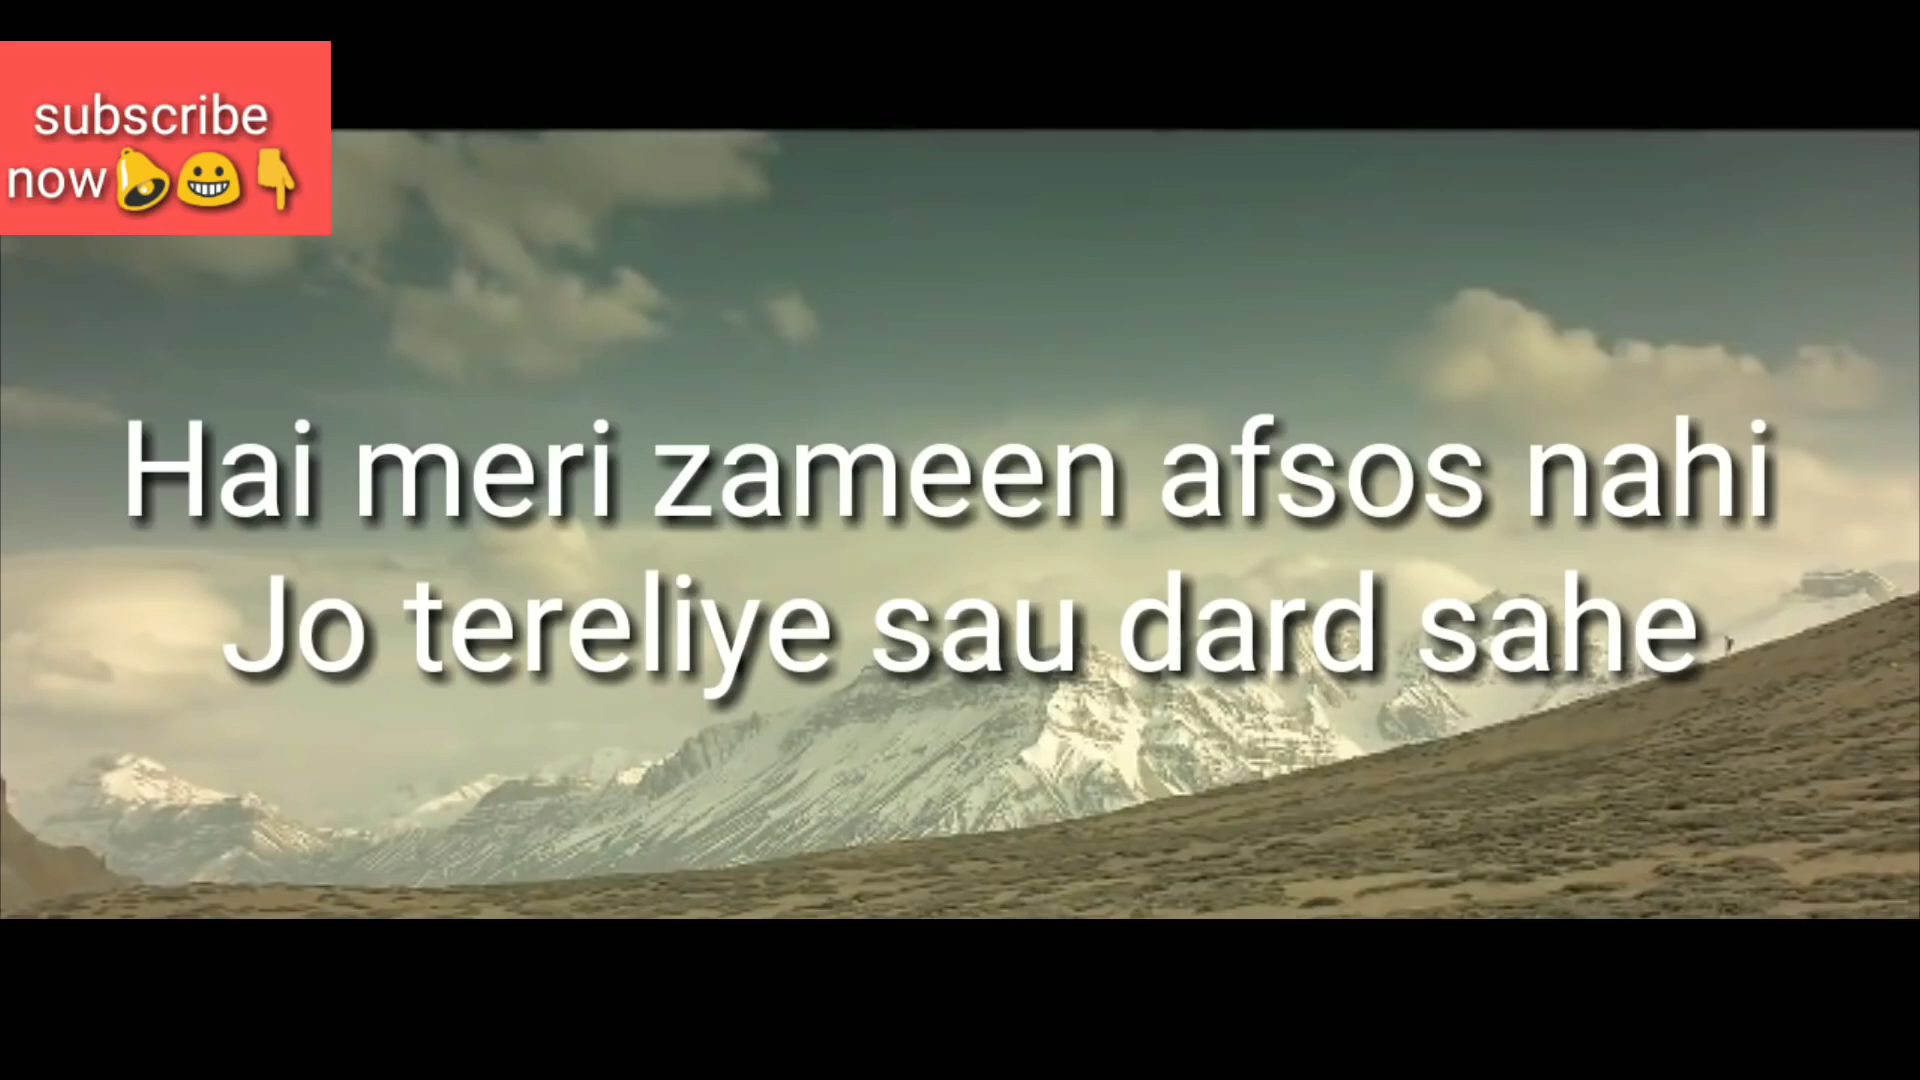 subscribe
now🔔😀👇
Hai meri zameen afsos nahi
Jo tereliye sau dard sahe